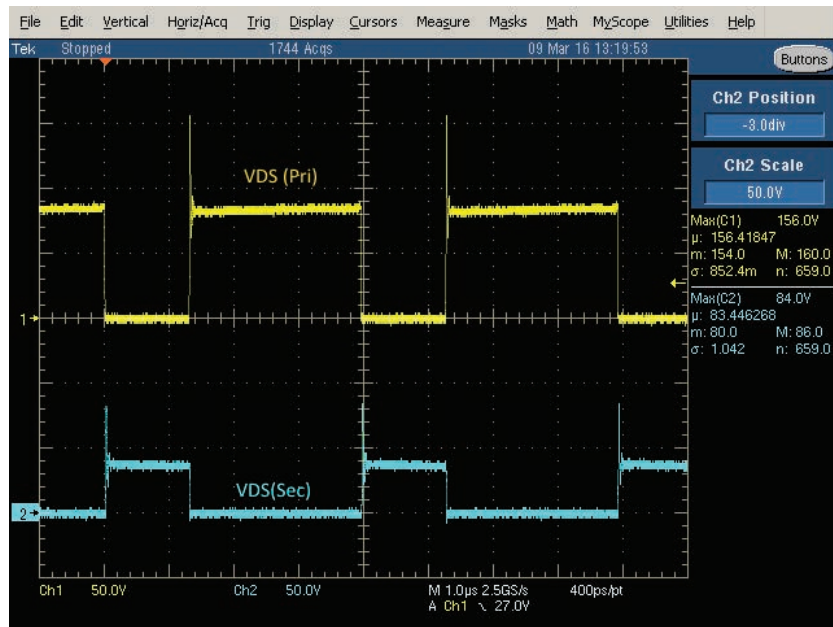 File Edit Vertical Horiz/Acq Trig Display Cursors Measure Masks Math MyScope Utilities Help
Tek Stopped 1744 Acqs 09 Mar 16 13:19:53 Buttons
Ch2 Position
-3.0div
Ch2 Scale
50.0V
VDS (Pri)
Max(C1) 156.0V
μ: 156.41847
m: 154.0 M: 160.0
σ: 852.4m n: 659.0
Max(C2) 84.0V
μ: 83.446268
m: 80.0 M: 86.0
σ: 1.042 n: 659.0
1
VDS(Sec)
2
Ch1 50.0V Ch2 50.0V M 1.0μs 2.5GS/s 400ps/pt
A Ch1 27.0V